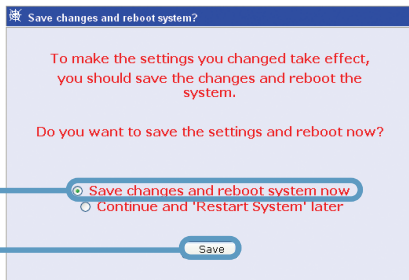 Save changes and reboot system?
To make the settings you changed take effect,
you should save the changes and reboot the
system.
Do you want to save the settings and reboot now?
Save changes and reboot system now
Continue and 'Restart System' later
Save